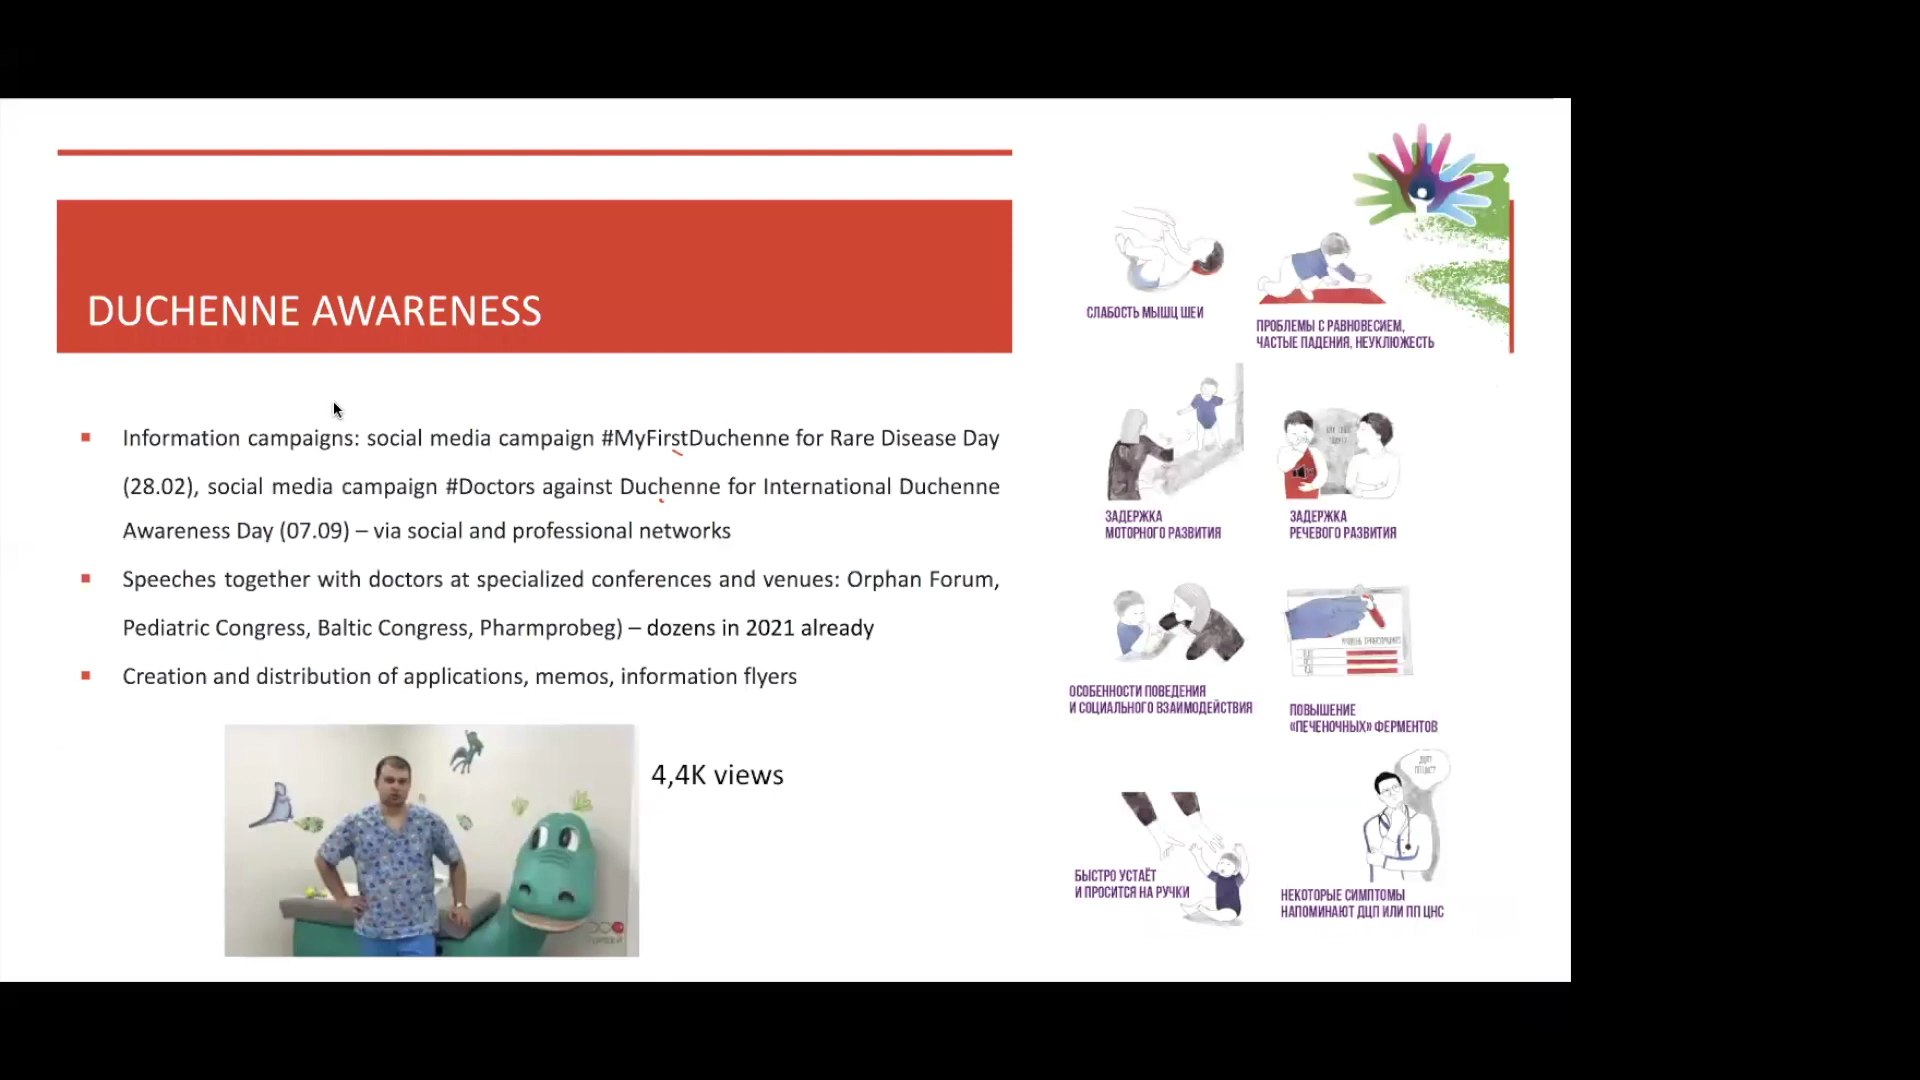 DUCHENNE AWARENESS
Information campaigns: social media campaign #MyFirstDuchenne for Rare Disease Day
(28.02), social media campaign #Doctors against Duchenne for International Duchenne
Awareness Day (07.09) – via social and professional networks
Speeches together with doctors at specialized conferences and venues: Orphan Forum,
Pediatric Congress, Baltic Congress, Pharmprobeg) – dozens in 2021 already
Creation and distribution of applications, memos, information flyers
4,4K views
СЛАБОСТЬ МЫШЦ ШЕИ
ПРОБЛЕМЫ С РАВНОВЕСИЕМ,
ЧАСТЫЕ ПАДЕНИЯ, НЕУКЛЮЖЕСТЬ
ЗАДЕРЖКА
МОТОРНОГО РАЗВИТИЯ
ЗАДЕРЖКА
РЕЧЕВОГО РАЗВИТИЯ
ОСОБЕННОСТИ ПОВЕДЕНИЯ
И СОЦИАЛЬНОГО ВЗАИМОДЕЙСТВИЯ
ПОВЫШЕНИЕ
«ПЕЧЕНОЧНЫХ» ФЕРМЕНТОВ
БЫСТРО УСТАЁТ
И ПРОСИТСЯ НА РУЧКИ
НЕКОТОРЫЕ СИМПТОМЫ
НАПОМИНАЮТ ДЦП ИЛИ ПП ЦНС